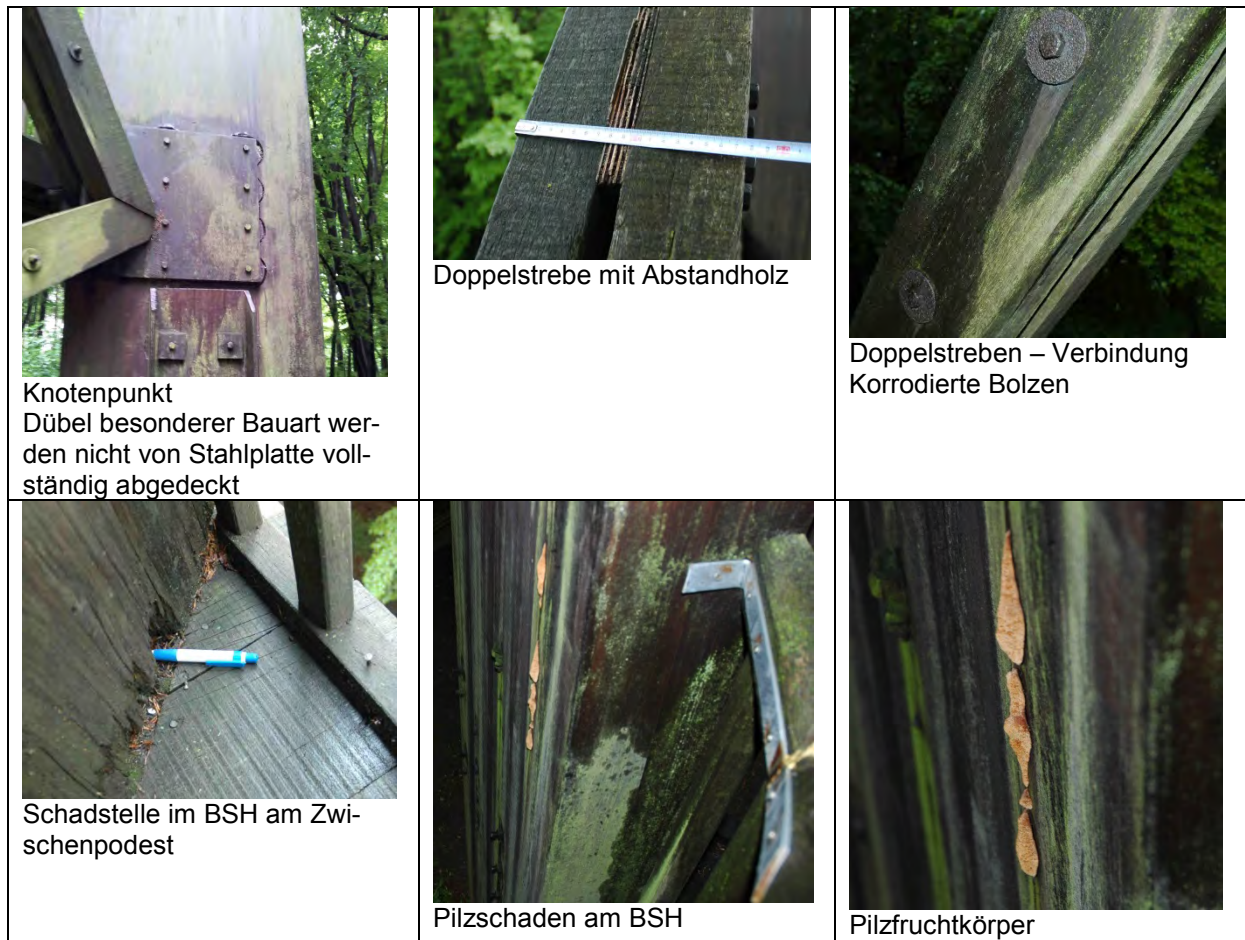 Knotenpunkt
Dübel besonderer Bauart wer-
den nicht von Stahlplatte voll-
ständig abgedeckt
Doppelstrebe mit Abstandholz
Doppelstreben – Verbindung
Korrodierte Bolzen
Schadstelle im BSH am Zwi-
schenpodest
Pilzschaden am BSH
Pilzfruchtkörper